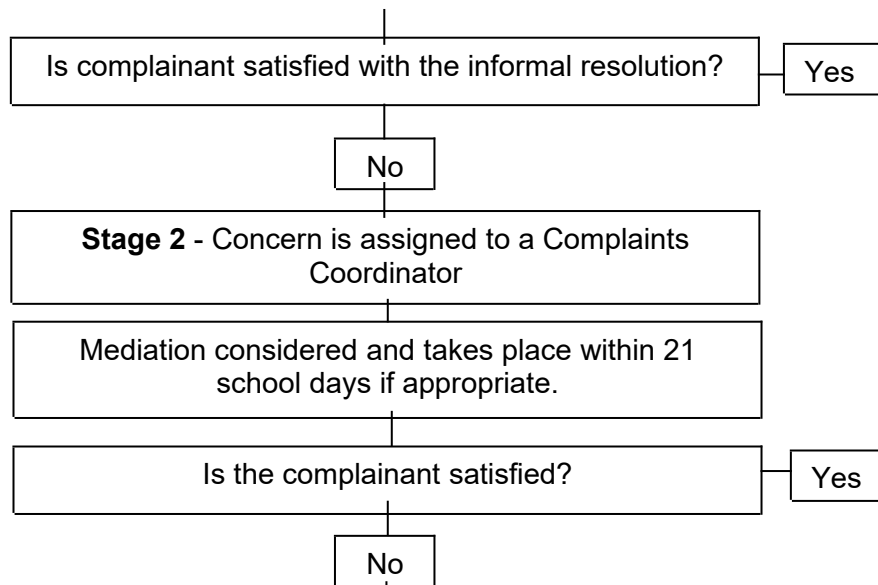 Is complainant satisfied with the informal resolution?
Yes
No
Stage 2 - Concern is assigned to a Complaints
Coordinator
Mediation considered and takes place within 21
school days if appropriate.
Is the complainant satisfied?
Yes
No